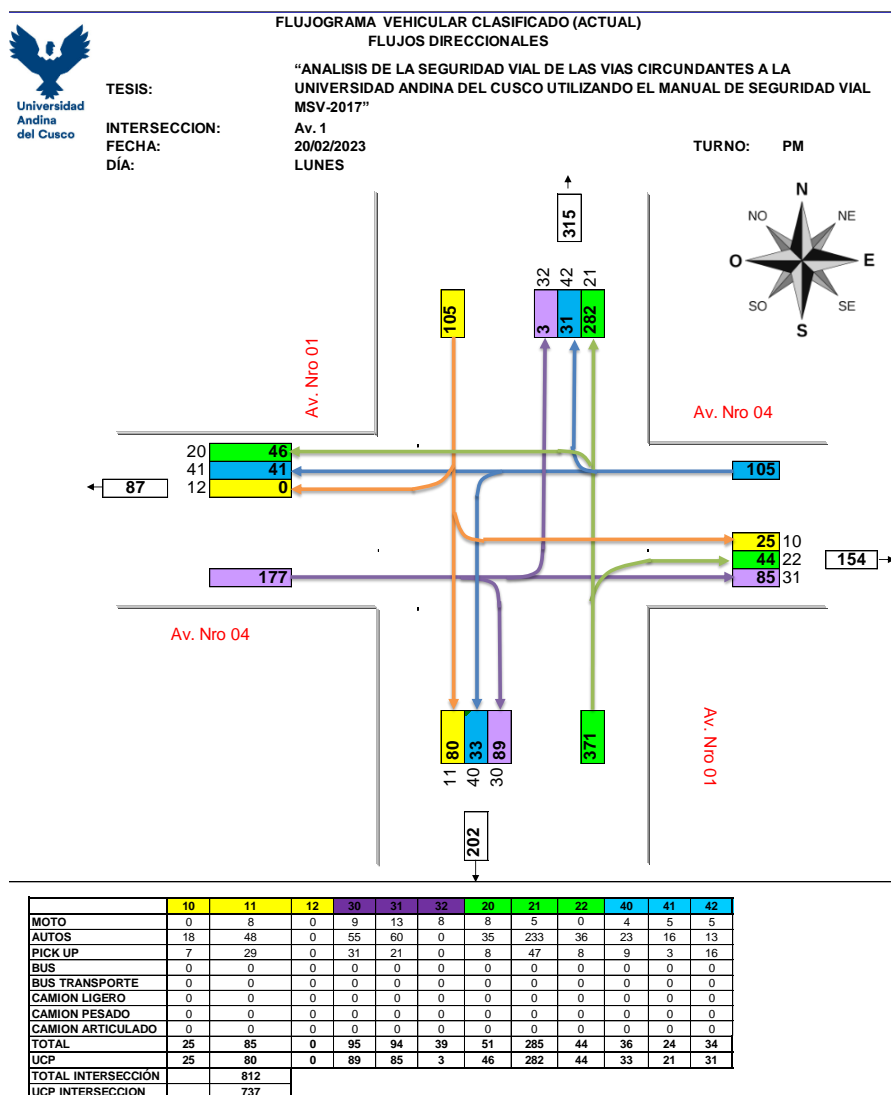 FLUJOGRAMA VEHICULAR CLASIFICADO (ACTUAL)
FLUJOS DIRECCIONALES
Universidad
Andina
del Cusco
TESIS:
“ANALISIS DE LA SEGURIDAD VIAL DE LAS VIAS CIRCUNDANTES A LA
UNIVERSIDAD ANDINA DEL CUSCO UTILIZANDO EL MANUAL DE SEGURIDAD VIAL
MSV-2017”
INTERSECCION: Av. 1
FECHA: 20/02/2023 TURNO: PM
DÍA: LUNES
N
NO NE
O E
SO SE
S
315
32 42 21
105 3 31 282
Av. Nro 01
Av. Nro 04
20 46
41 41 105
87 12 0
25 10
44 22 154
177 85 31
Av. Nro 04
Av. Nro 01
80 33 89 371
11 40 30
202
10 11 12 30 31 32 20 21 22 40 41 42
MOTO 0 8 0 9 13 8 8 5 0 4 5 5
AUTOS 18 48 0 55 60 0 35 233 36 23 16 13
PICK UP 7 29 0 31 21 0 8 47 8 9 3 16
BUS 0 0 0 0 0 0 0 0 0 0 0 0
BUS TRANSPORTE 0 0 0 0 0 0 0 0 0 0 0 0
CAMION LIGERO 0 0 0 0 0 0 0 0 0 0 0 0
CAMION PESADO 0 0 0 0 0 0 0 0 0 0 0 0
CAMION ARTICULADO 0 0 0 0 0 0 0 0 0 0 0 0
TOTAL 25 85 0 95 94 39 51 285 44 36 24 34
UCP 25 80 0 89 85 3 46 282 44 33 21 31
TOTAL INTERSECCIÓN 812
UCP INTERSECCION 737